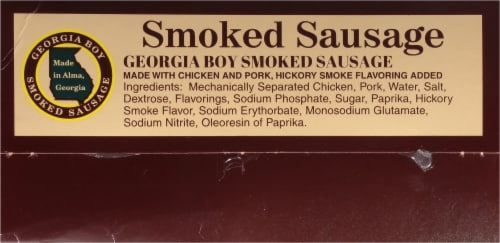 GEORGIA BOY
Made
in Alma,
Georgia
SMOKED SAUSAGE
Smoked Sausage
GEORGIA BOY SMOKED SAUSAGE
MADE WITH CHICKEN AND PORK, HICKORY SMOKE FLAVORING ADDED
Ingredients: Mechanically Separated Chicken, Pork, Water, Salt,
Dextrose, Flavorings, Sodium Phosphate, Sugar, Paprika, Hickory
Smoke Flavor, Sodium Erythorbate, Monosodium Glutamate,
Sodium Nitrite, Oleoresin of Paprika.